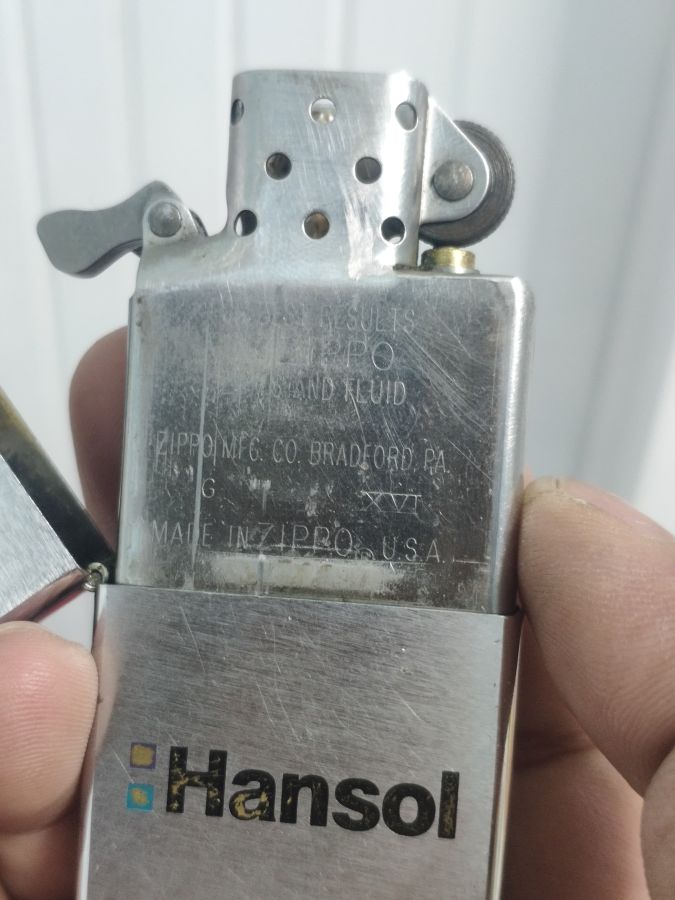 RESULTS
ZIPPO
AND FLUID
ZIPPO MFG. CO. BRADFORD, PA.
G XVI
MADE IN ZIPPO® U.S.A.
Hansol